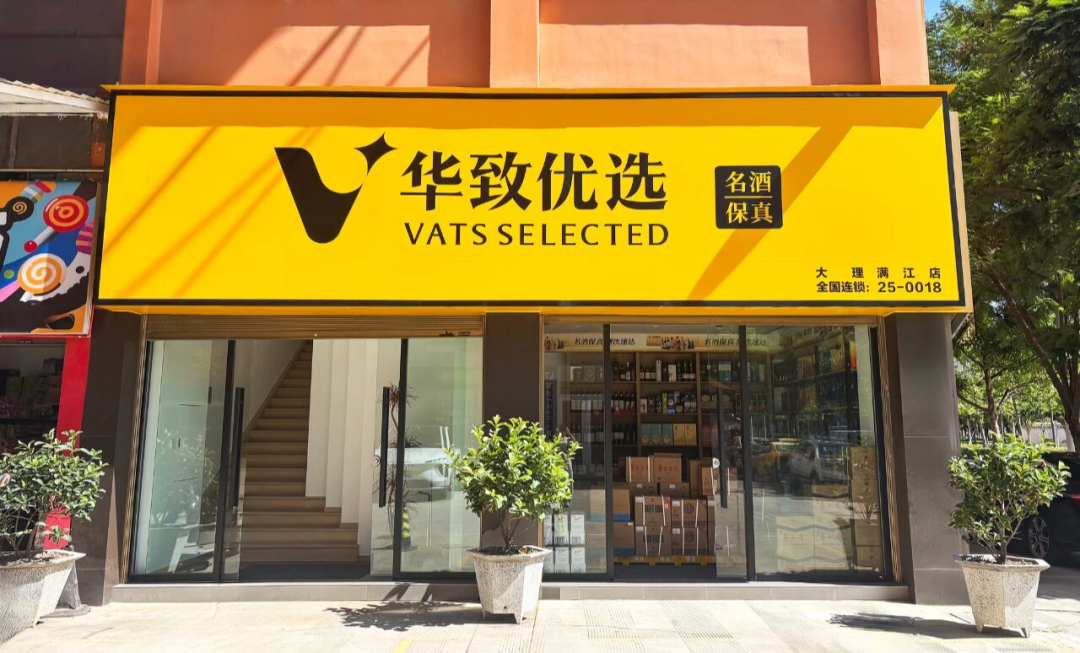 华致优选
VATS SELECTED
名酒
保真
大理满江店
全国连锁：25-0018